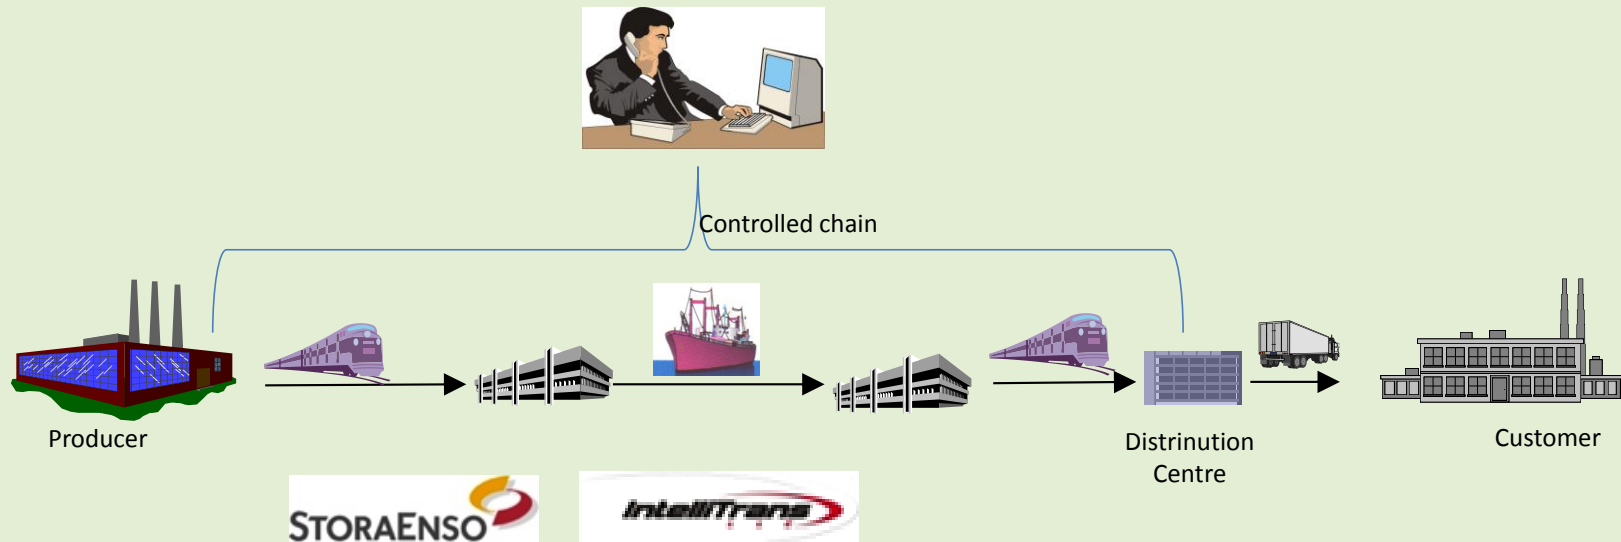 Controlled chain
Producer
Distrinution
Centre
Customer
STORAENSO
IntelliTrans